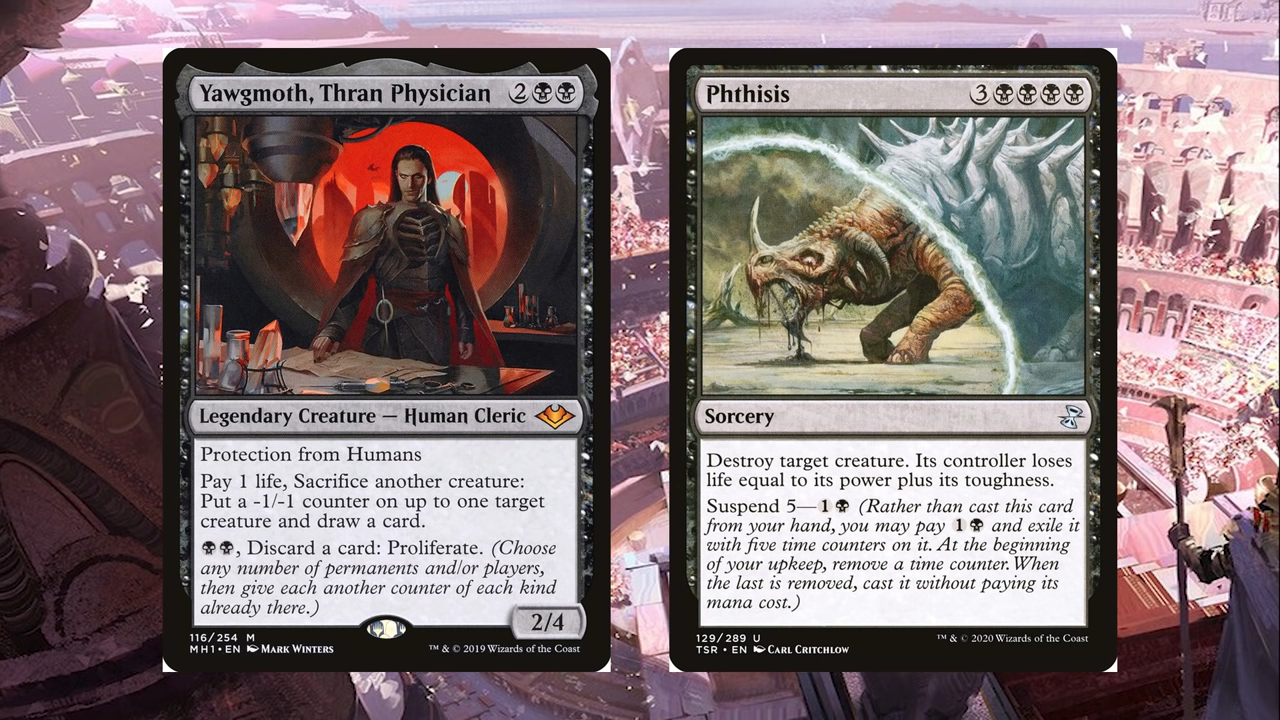 Yawgmoth, Thran Physician 2
Legendary Creature — Human Cleric
Protection from Humans
Pay 1 life, Sacrifice another creature:
Put a -1/-1 counter on up to one target
creature and draw a card.
, Discard a card: Proliferate. (Choose
any number of permanents and/or players,
then give each another counter of each kind
already there.)
2/4
116/254 M
MH1 • EN Mark Winters
™ & © 2019 Wizards of the Coast
Phthisis 3
Sorcery
Destroy target creature. Its controller loses
life equal to its power plus its toughness.
Suspend 5—1 (Rather than cast this card
from your hand, you may pay 1 and exile it
with five time counters on it. At the beginning
of your upkeep, remove a time counter.When
the last is removed, cast it without paying its
mana cost.)
129/289 U
TSR • EN Carl Critchlow
™ & © 2020 Wizards of the Coast